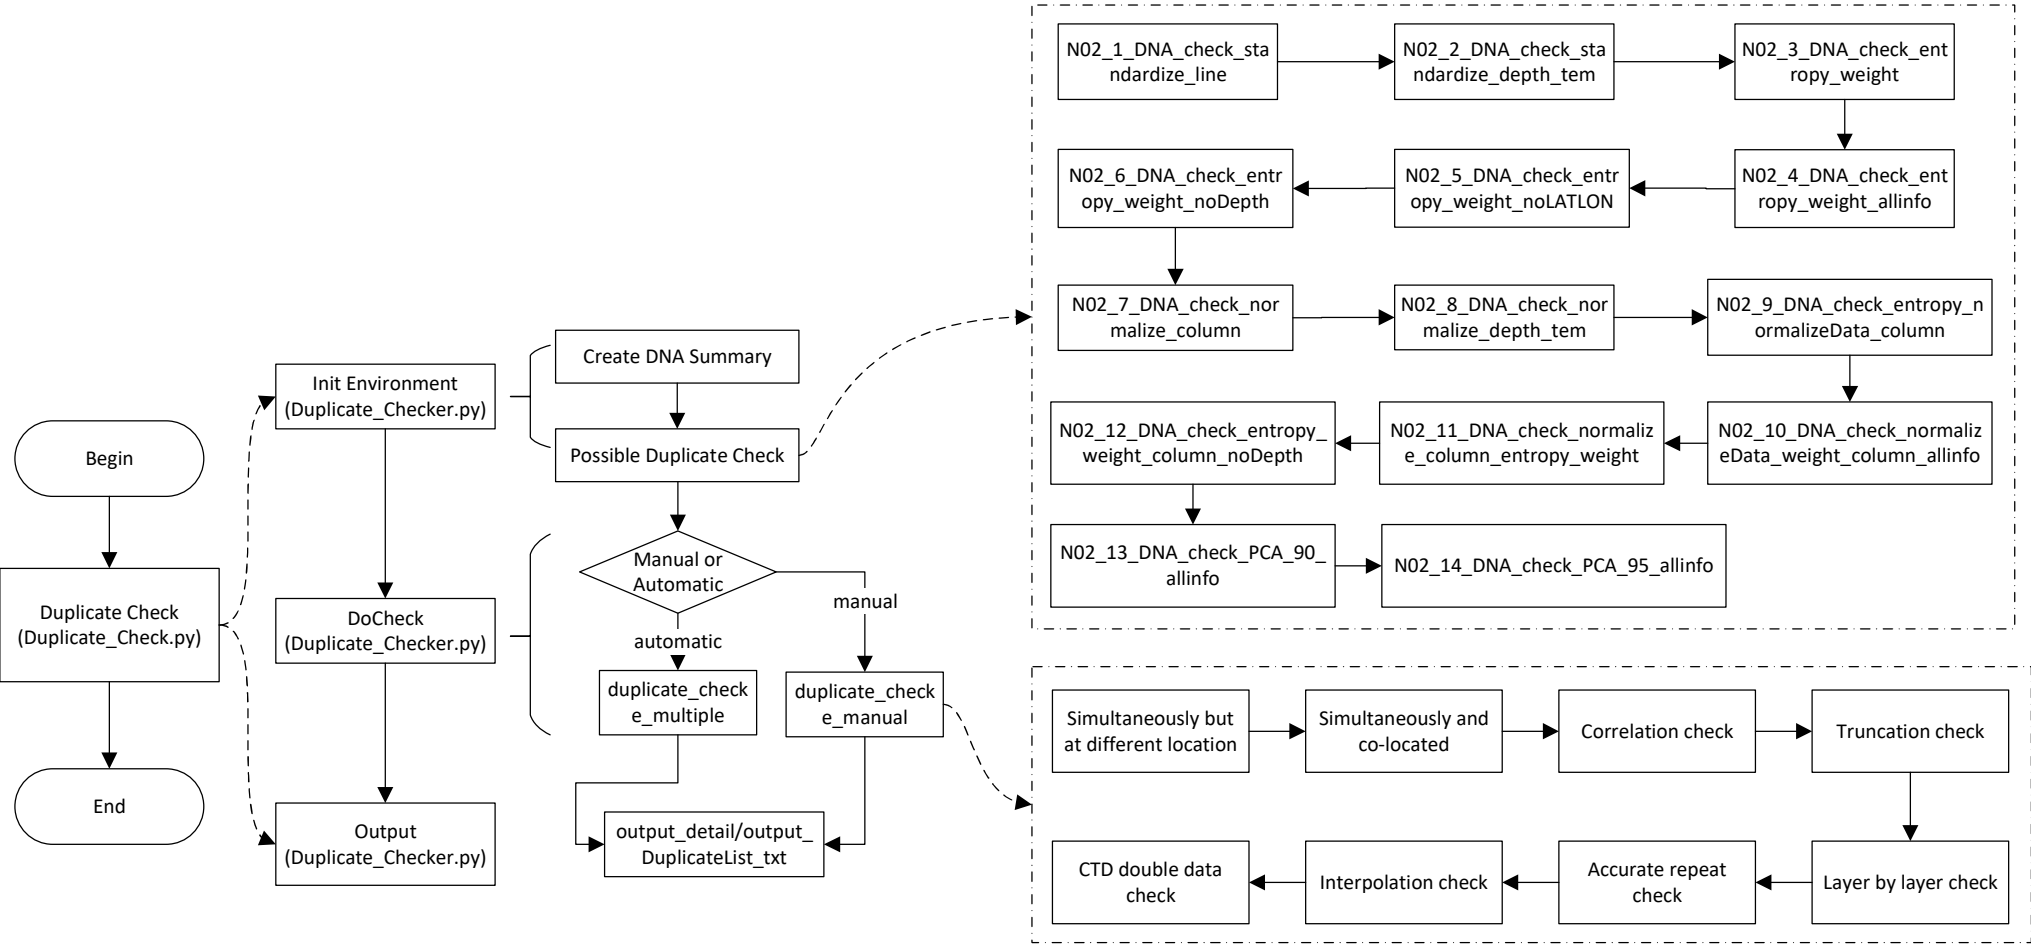 Begin
Duplicate Check
(Duplicate_Check.py)
End
Init Environment
(Duplicate_Checker.py)
DoCheck
(Duplicate_Checker.py)
Output
(Duplicate_Checker.py)
Create DNA Summary
Possible Duplicate Check
Manual or
Automatic
automatic
manual
duplicate_check
e_multiple
duplicate_check
e_manual
output_detail/output_
DuplicateList_txt
N02_1_DNA_check_sta
ndardize_line
N02_2_DNA_check_sta
ndardize_depth_tem
N02_3_DNA_check_ent
ropy_weight
N02_4_DNA_check_ent
ropy_weight_allinfo
N02_5_DNA_check_entr
opy_weight_noLATLON
N02_6_DNA_check_entr
opy_weight_noDepth
N02_7_DNA_check_nor
malize_column
N02_8_DNA_check_nor
malize_depth_tem
N02_9_DNA_check_entropy_n
ormalizeData_column
N02_10_DNA_check_normaliz
eData_weight_column_allinfo
N02_11_DNA_check_normaliz
e_column_entropy_weight
N02_12_DNA_check_entropy_
weight_column_noDepth
N02_13_DNA_check_PCA_90_
allinfo
N02_14_DNA_check_PCA_95_allinfo
Simultaneously but
at different location
Simultaneously and
co-located
Correlation check
Truncation check
Layer by layer check
Accurate repeat
check
Interpolation check
CTD double data
check